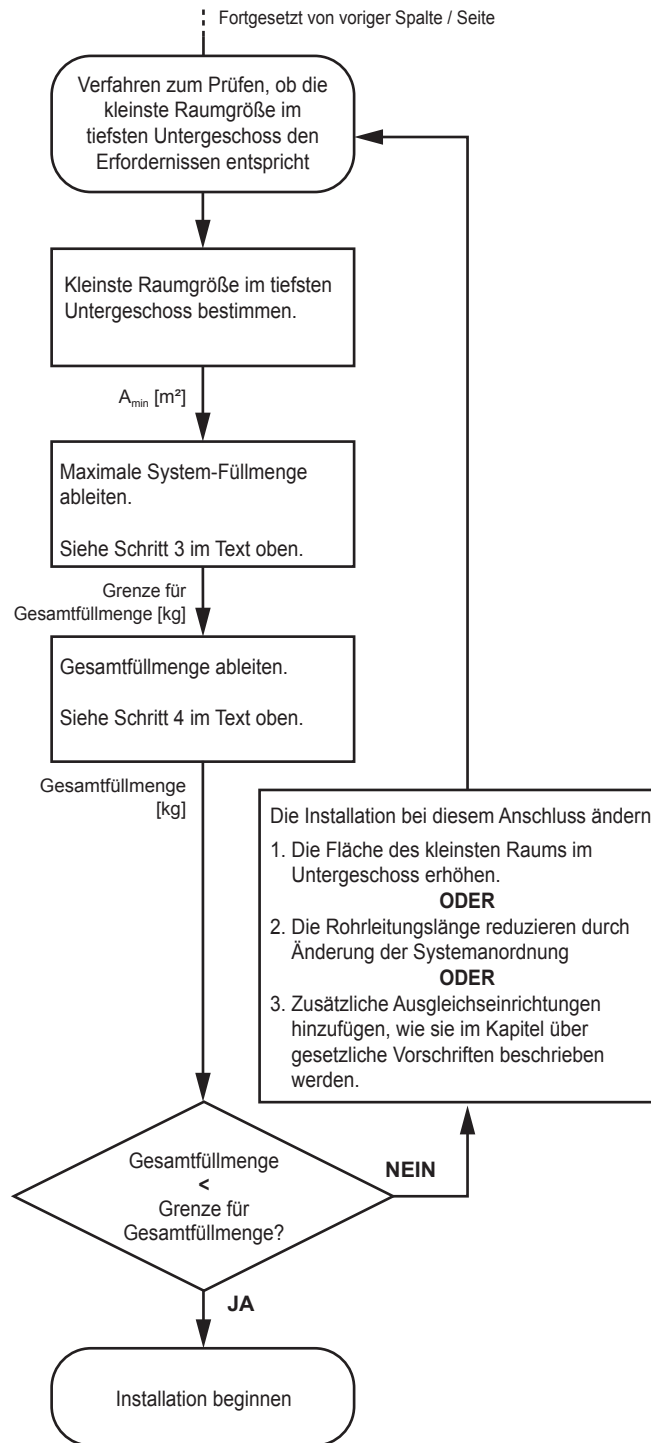 Fortgesetzt von voriger Spalte / Seite
Verfahren zum Prüfen, ob die
kleinste Raumgröße im
tiefsten Untergeschoss den
Erfordernissen entspricht
Kleinste Raumgröße im tiefsten
Untergeschoss bestimmen.
Amin [m²]
Maximale System-Füllmenge
ableiten.
Siehe Schritt 3 im Text oben.
Grenze für
Gesamtfüllmenge [kg]
Gesamtfüllmenge ableiten.
Siehe Schritt 4 im Text oben.
Gesamtfüllmenge
[kg]
Die Installation bei diesem Anschluss ändern
1. Die Fläche des kleinsten Raums im
Untergeschoss erhöhen.
ODER
2. Die Rohrleitungslänge reduzieren durch
Änderung der Systemanordnung
ODER
3. Zusätzliche Ausgleichseinrichtungen
hinzufügen, wie sie im Kapitel über
gesetzliche Vorschriften beschrieben
werden.
Gesamtfüllmenge
<
Grenze für
Gesamtfüllmenge?
NEIN
JA
Installation beginnen